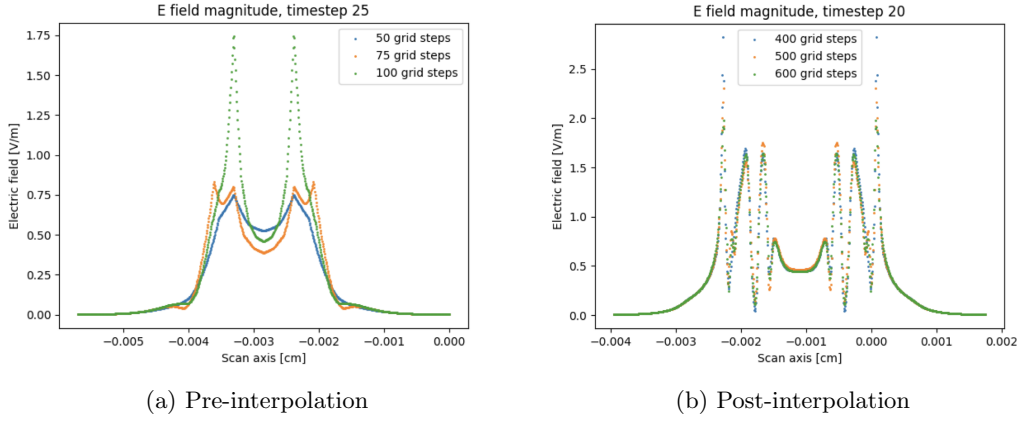 E field magnitude, timestep 25
1.75
1.50
1.25
1.00
0.75
0.50
0.25
0.00
Electric field [V/m]
50 grid steps
75 grid steps
100 grid steps
−0.005
−0.004
−0.003
−0.002
−0.001
0.000
Scan axis [cm]
(a) Pre-interpolation
E field magnitude, timestep 20
2.5
2.0
1.5
1.0
0.5
0.0
Electric field [V/m]
400 grid steps
500 grid steps
600 grid steps
−0.004
−0.003
−0.002
−0.001
0.000
0.001
0.002
Scan axis [cm]
(b) Post-interpolation